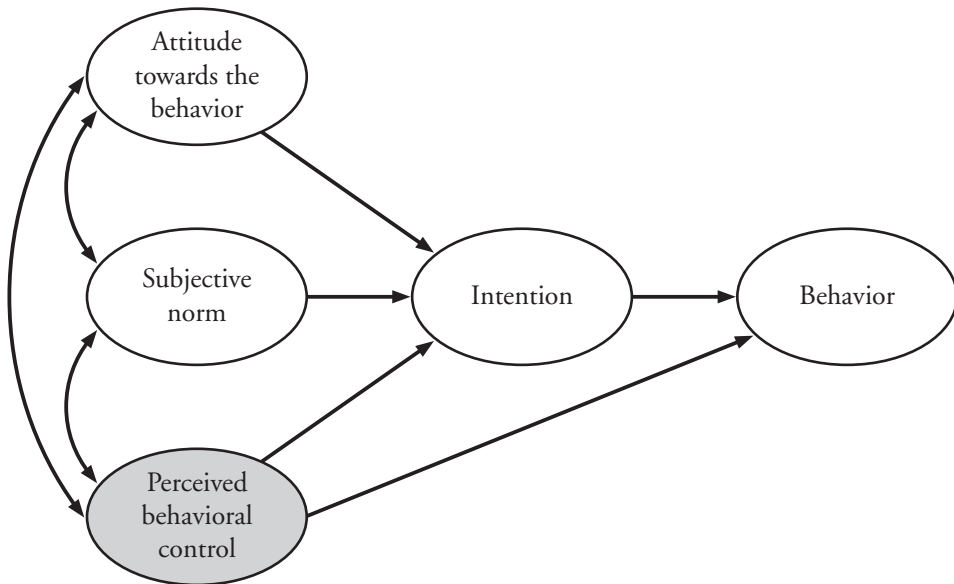 Attitude
towards the
behavior
Subjective
norm
Intention
Behavior
Perceived
behavioral
control